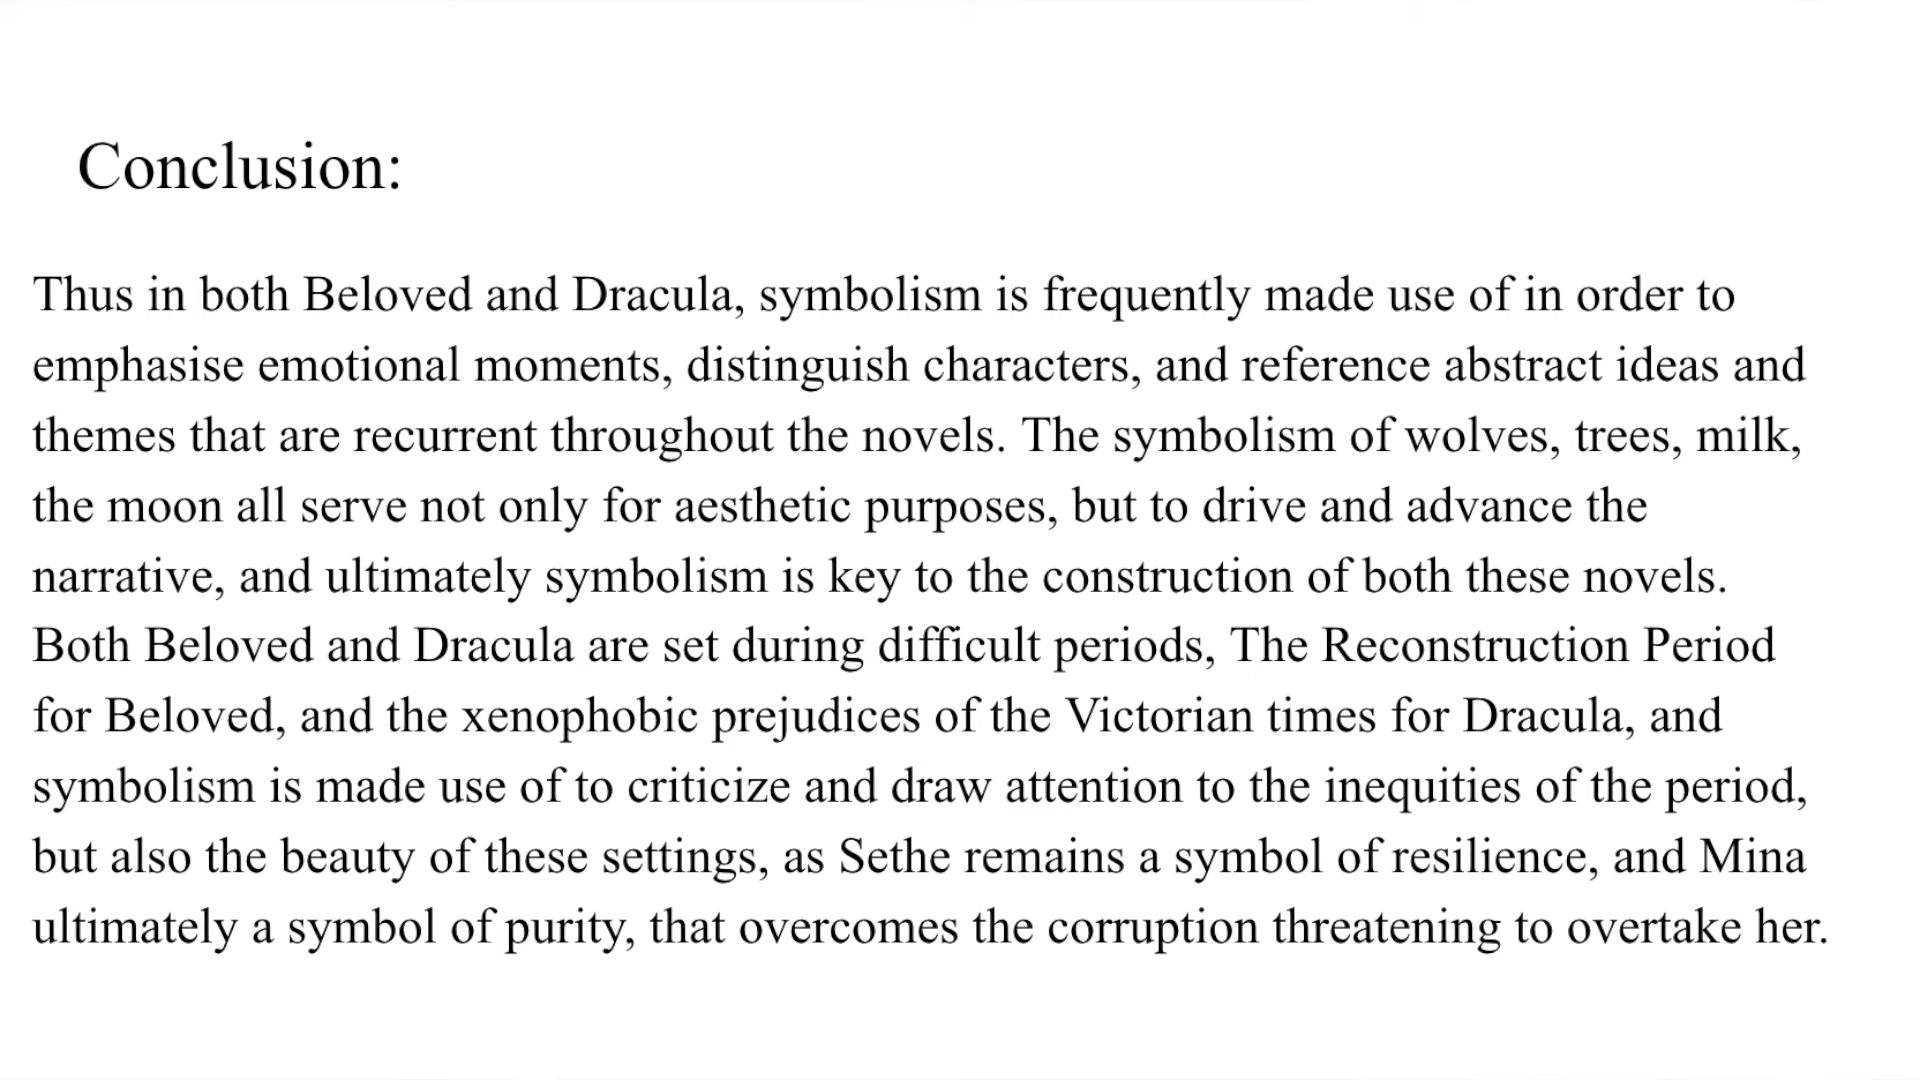 Conclusion:
Thus in both Beloved and Dracula, symbolism is frequently made use of in order to
emphasise emotional moments, distinguish characters, and reference abstract ideas and
themes that are recurrent throughout the novels. The symbolism of wolves, trees, milk,
the moon all serve not only for aesthetic purposes, but to drive and advance the
narrative, and ultimately symbolism is key to the construction of both these novels.
Both Beloved and Dracula are set during difficult periods, The Reconstruction Period
for Beloved, and the xenophobic prejudices of the Victorian times for Dracula, and
symbolism is made use of to criticize and draw attention to the inequities of the period,
but also the beauty of these settings, as Sethe remains a symbol of resilience, and Mina
ultimately a symbol of purity, that overcomes the corruption threatening to overtake her.